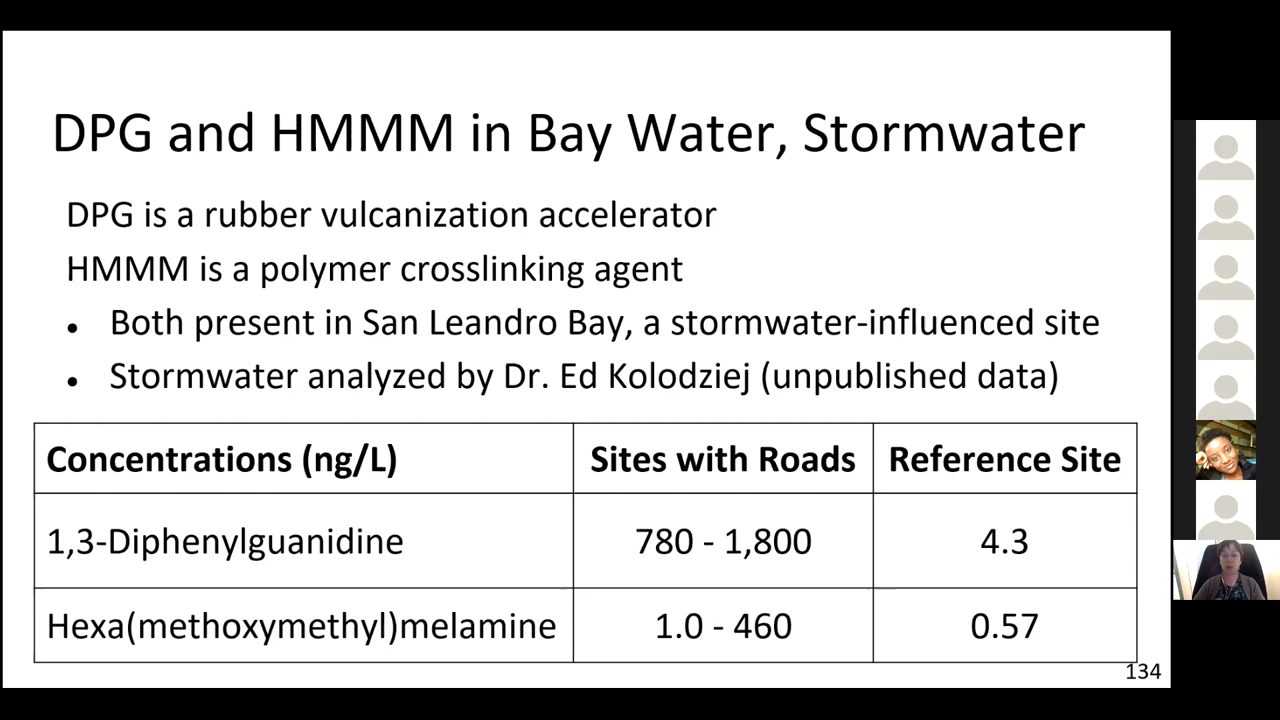 DPG and HMMM in Bay Water, Stormwater
DPG is a rubber vulcanization accelerator
HMMM is a polymer crosslinking agent
• Both present in San Leandro Bay, a stormwater-influenced site
• Stormwater analyzed by Dr. Ed Kolodziej (unpublished data)
Concentrations (ng/L) Sites with Roads Reference Site
1,3-Diphenylguanidine 780 - 1,800 4.3
Hexa(methoxymethyl)melamine 1.0 - 460 0.57
134